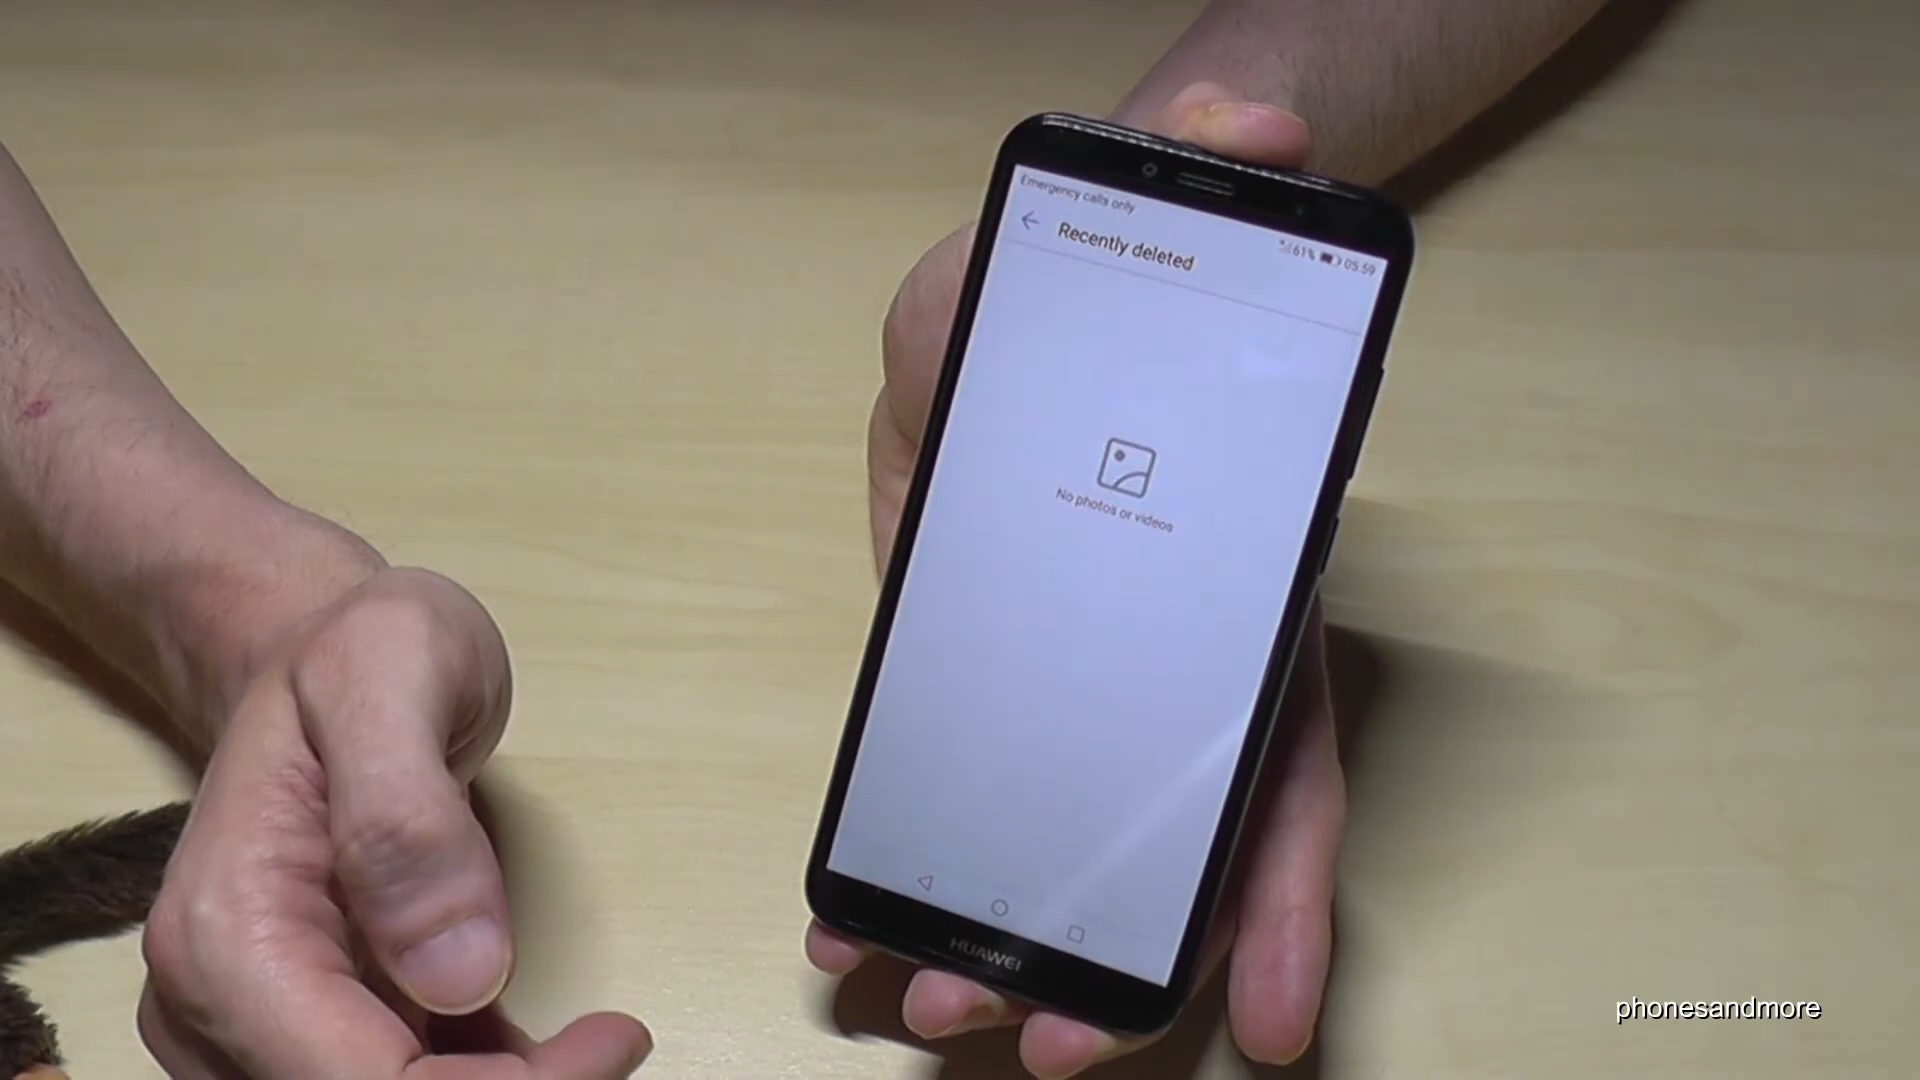 Emergency calls only
61% 05:59
Recently deleted
No photos or videos
HUAWEI
phonesandmore